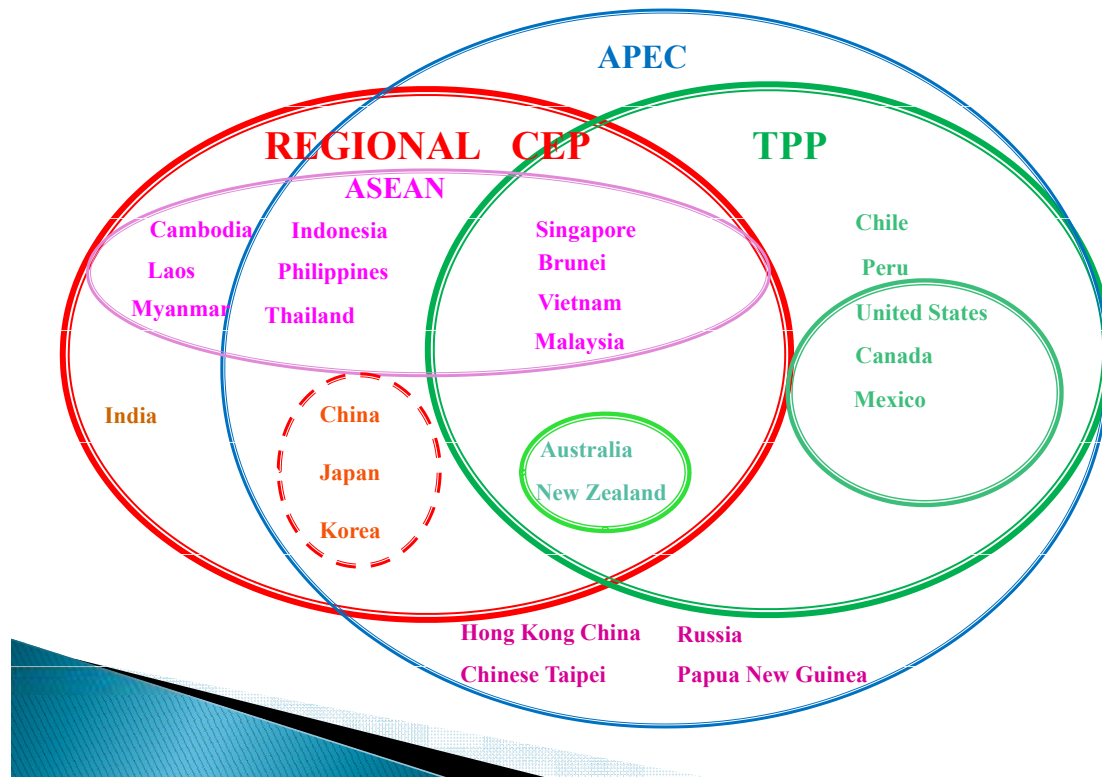 APEC
REGIONAL CEP
TPP
ASEAN
Cambodia
Indonesia
Singapore
Chile
Laos
Philippines
Brunei
Peru
Myanmar
Thailand
Vietnam
United States
Malaysia
Canada
Mexico
India
China
Japan
Korea
Australia
New Zealand
Hong Kong China
Russia
Chinese Taipei
Papua New Guinea